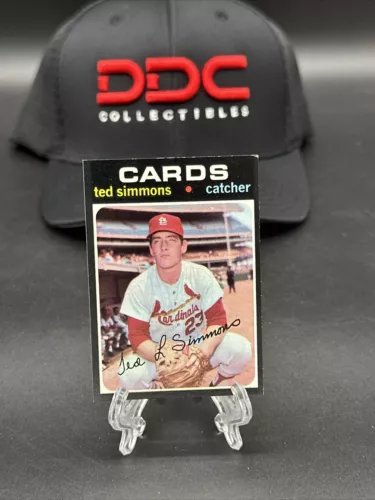 DDC
COLLECTIBLES
CARDS
ted simmons • catcher
Cardinals
23
Ted L Simmons